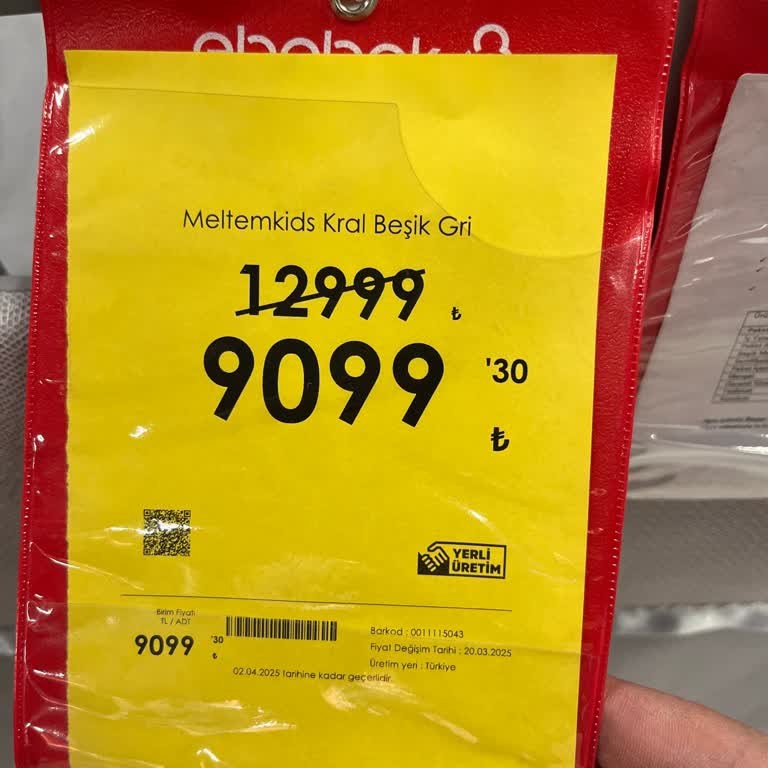 ebebek
Meltemkids Kral Beşik Gri
12999 ₺
9099 '30 ₺
YERLİ
ÜRETİM
Birim Fiyatı
TL / ADT
9099 '30 ₺
Barkod : 0011115043
Fiyat Değişim Tarihi : 20.03.2025
Üretim yeri : Türkiye
02.04.2025 tarihine kadar geçerlidir